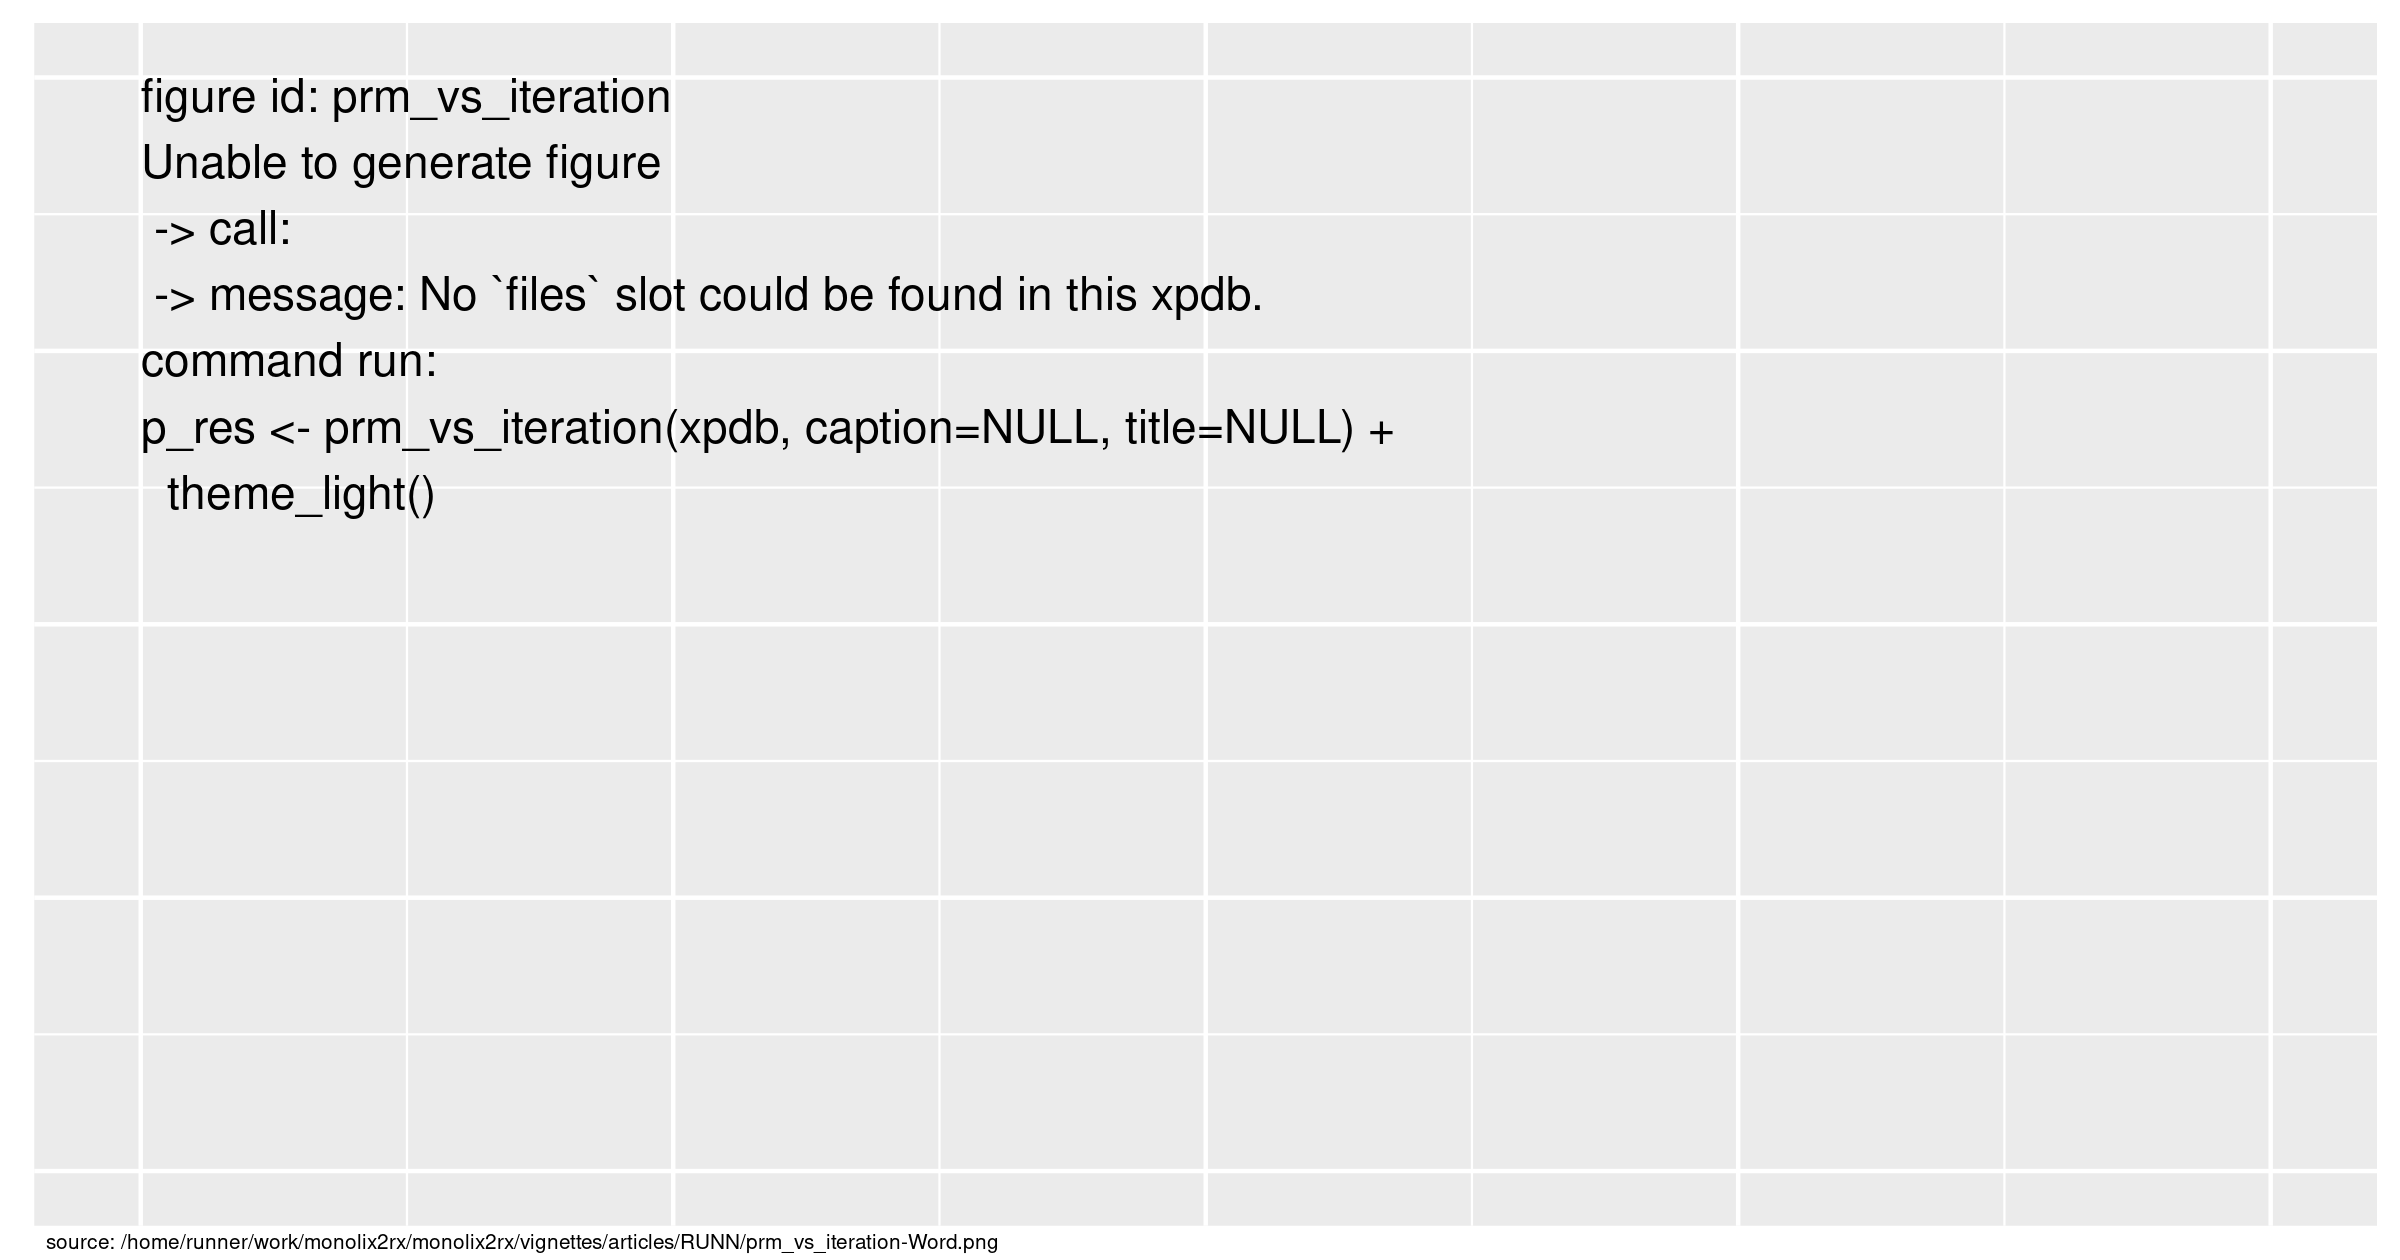 figure id: prm_vs_iteration
Unable to generate figure
 -> call:
 -> message: No `files` slot could be found in this xpdb.
command run:
p_res <- prm_vs_iteration(xpdb, caption=NULL, title=NULL) +
  theme_light()
source: /home/runner/work/monolix2rx/monolix2rx/vignettes/articles/RUNN/prm_vs_iteration-Word.png